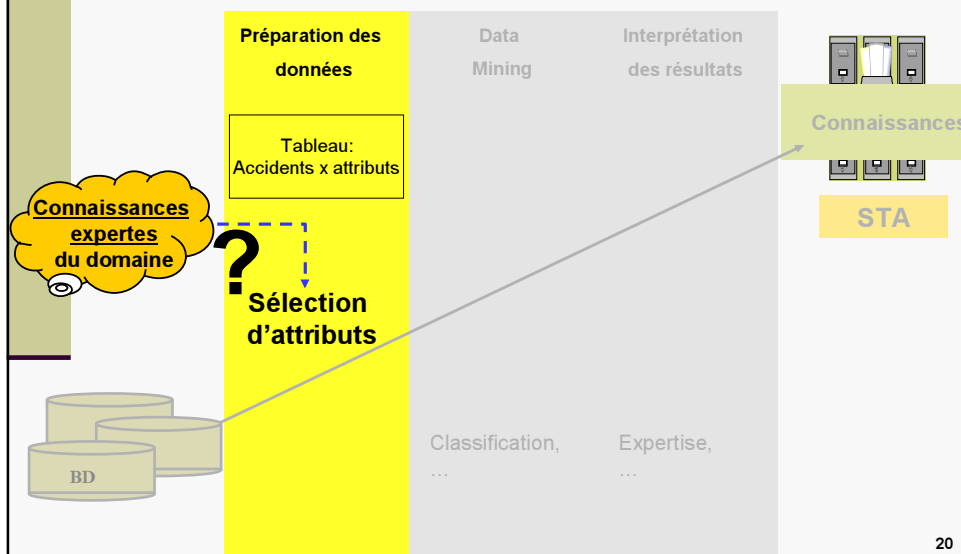 Préparation des
données
Data
Mining
Interprétation
des résultats
Connaissances
Tableau:
Accidents x attributs
STA
Connaissances
expertes
du domaine
?
Sélection
d'attributs
Classification,
...
Expertise,
...
BD
20